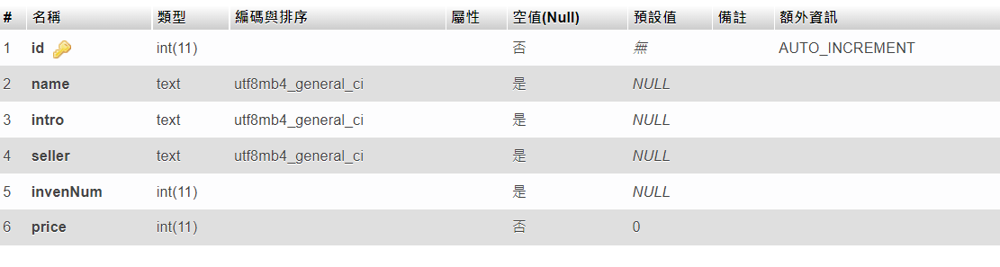 # 名稱 類型 編碼與排序 屬性 空值(Null) 預設值 備註 額外資訊
1 id int(11) 否 無 AUTO_INCREMENT
2 name text utf8mb4_general_ci 是 NULL
3 intro text utf8mb4_general_ci 是 NULL
4 seller text utf8mb4_general_ci 是 NULL
5 invenNum int(11) 是 NULL
6 price int(11) 否 0